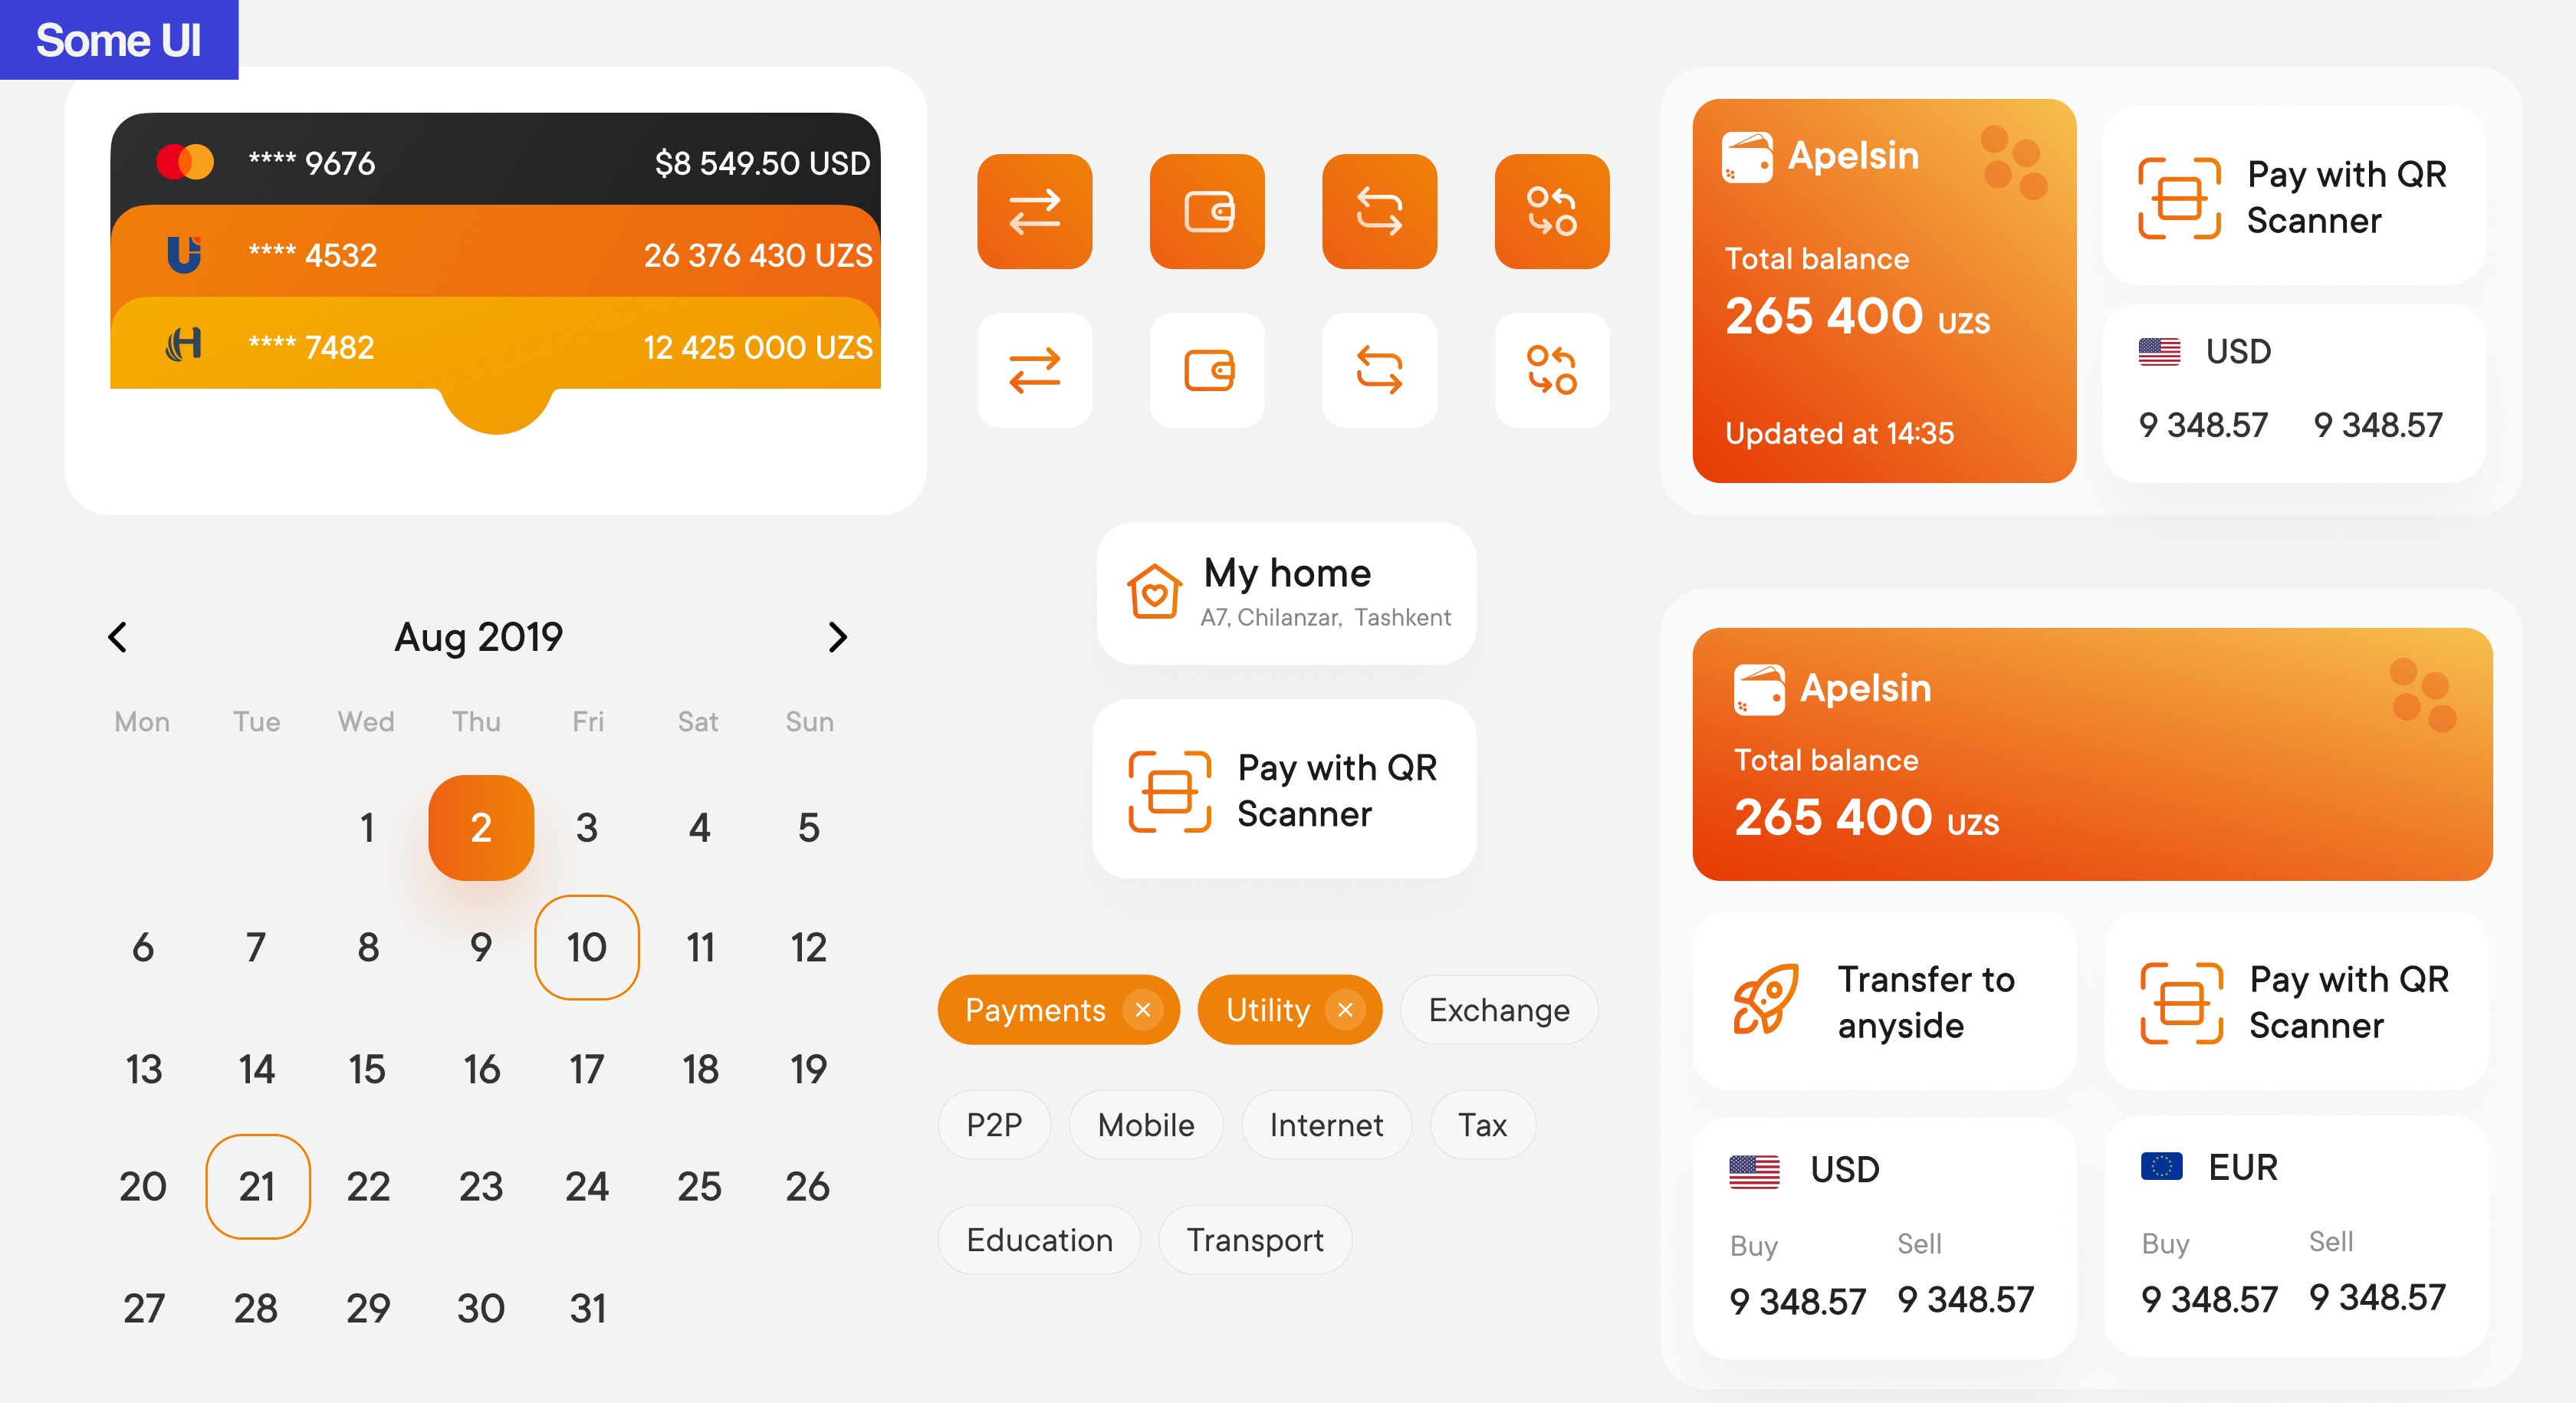 Some UI
**** 9676 $8 549.50 USD
**** 4532 26 376 430 UZS
**** 7482 12 425 000 UZS
Aug 2019
Mon Tue Wed Thu Fri Sat Sun
1 2 3 4 5
6 7 8 9 10 11 12
13 14 15 16 17 18 19
20 21 22 23 24 25 26
27 28 29 30 31
My home
A7, Chilanzar, Tashkent
Pay with QR
Scanner
Payments Utility Exchange
P2P Mobile Internet Tax
Education Transport
Apelsin
Total balance
265 400 UZS
Updated at 14:35
Pay with QR
Scanner
USD
9 348.57 9 348.57
Apelsin
Total balance
265 400 UZS
Transfer to
anyside
Pay with QR
Scanner
USD
Buy Sell
9 348.57 9 348.57
EUR
Buy Sell
9 348.57 9 348.57